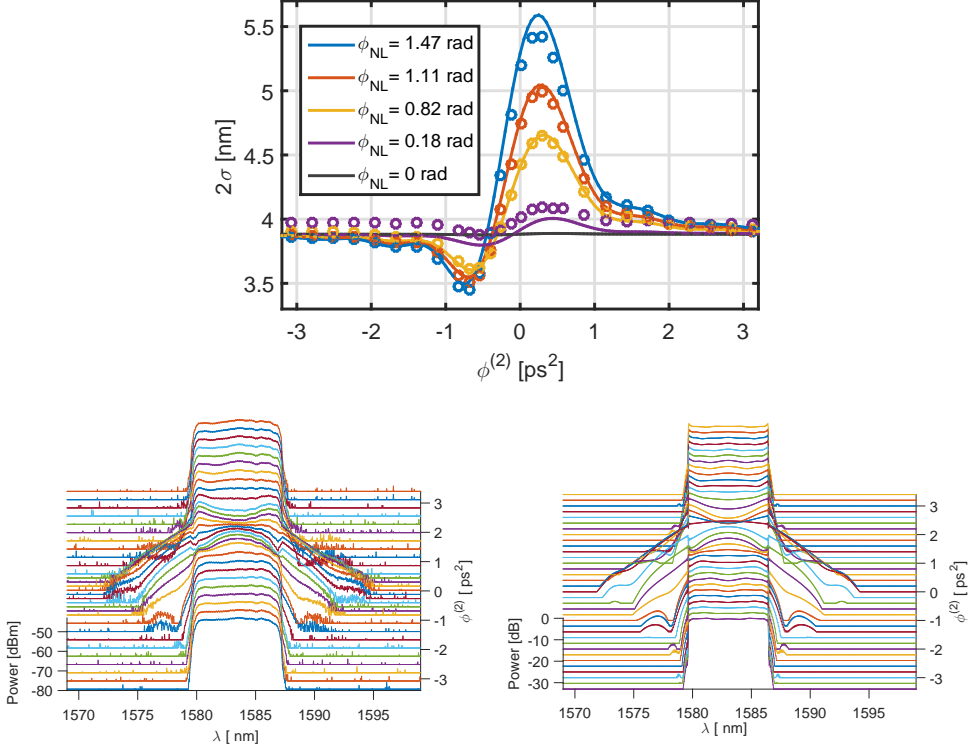 5.5
5
4.5
4
3.5
2σ [nm]
ϕNL= 1.47 rad
ϕNL= 1.11 rad
ϕNL= 0.82 rad
ϕNL= 0.18 rad
ϕNL= 0 rad
-3 -2 -1 0 1 2 3
ϕ(2) [ps2]
3
2
1
0
-1
-2
-3
ϕ(2) [ps2]
-50
-60
-70
-80
Power [dBm]
1570 1575 1580 1585 1590 1595
λ [ nm]
3
2
1
0
-1
-2
-3
ϕ(2) [ps2]
0
-10
-20
-30
Power [dB]
1570 1575 1580 1585 1590 1595
λ [ nm]